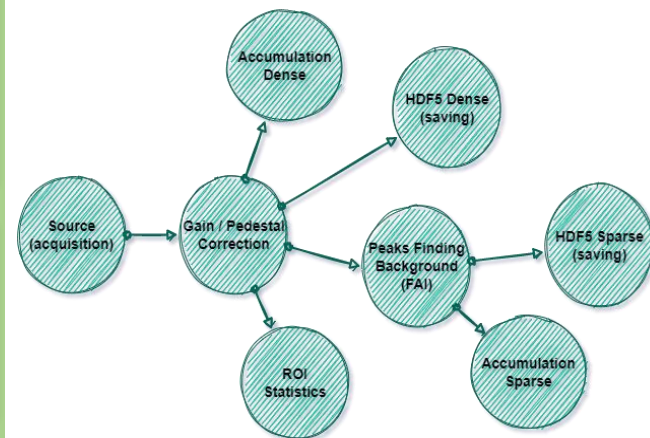 Accumulation
Dense
HDF5 Dense
(saving)
Source
(acquisition)
Gain / Pedestal
Correction
Peaks Finding
Background
(FAI)
HDF5 Sparse
(saving)
ROI
Statistics
Accumulation
Sparse